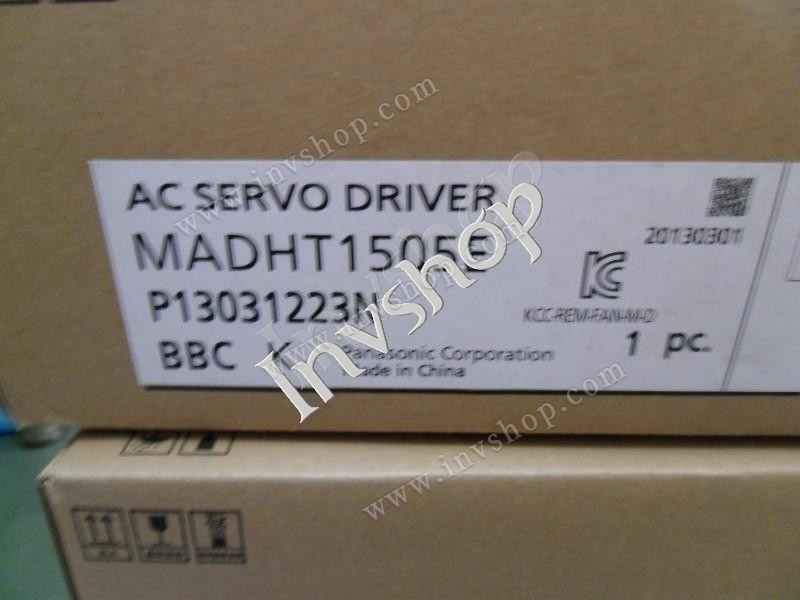 www.invshop.com
AC SERVO DRIVER
MADHT1505E
20130301
P13031223N
KCC-REM-PAN-M-D
BBC K
Panasonic Corporation
1 pc.
Made in China
Invshop
www.invshop.com